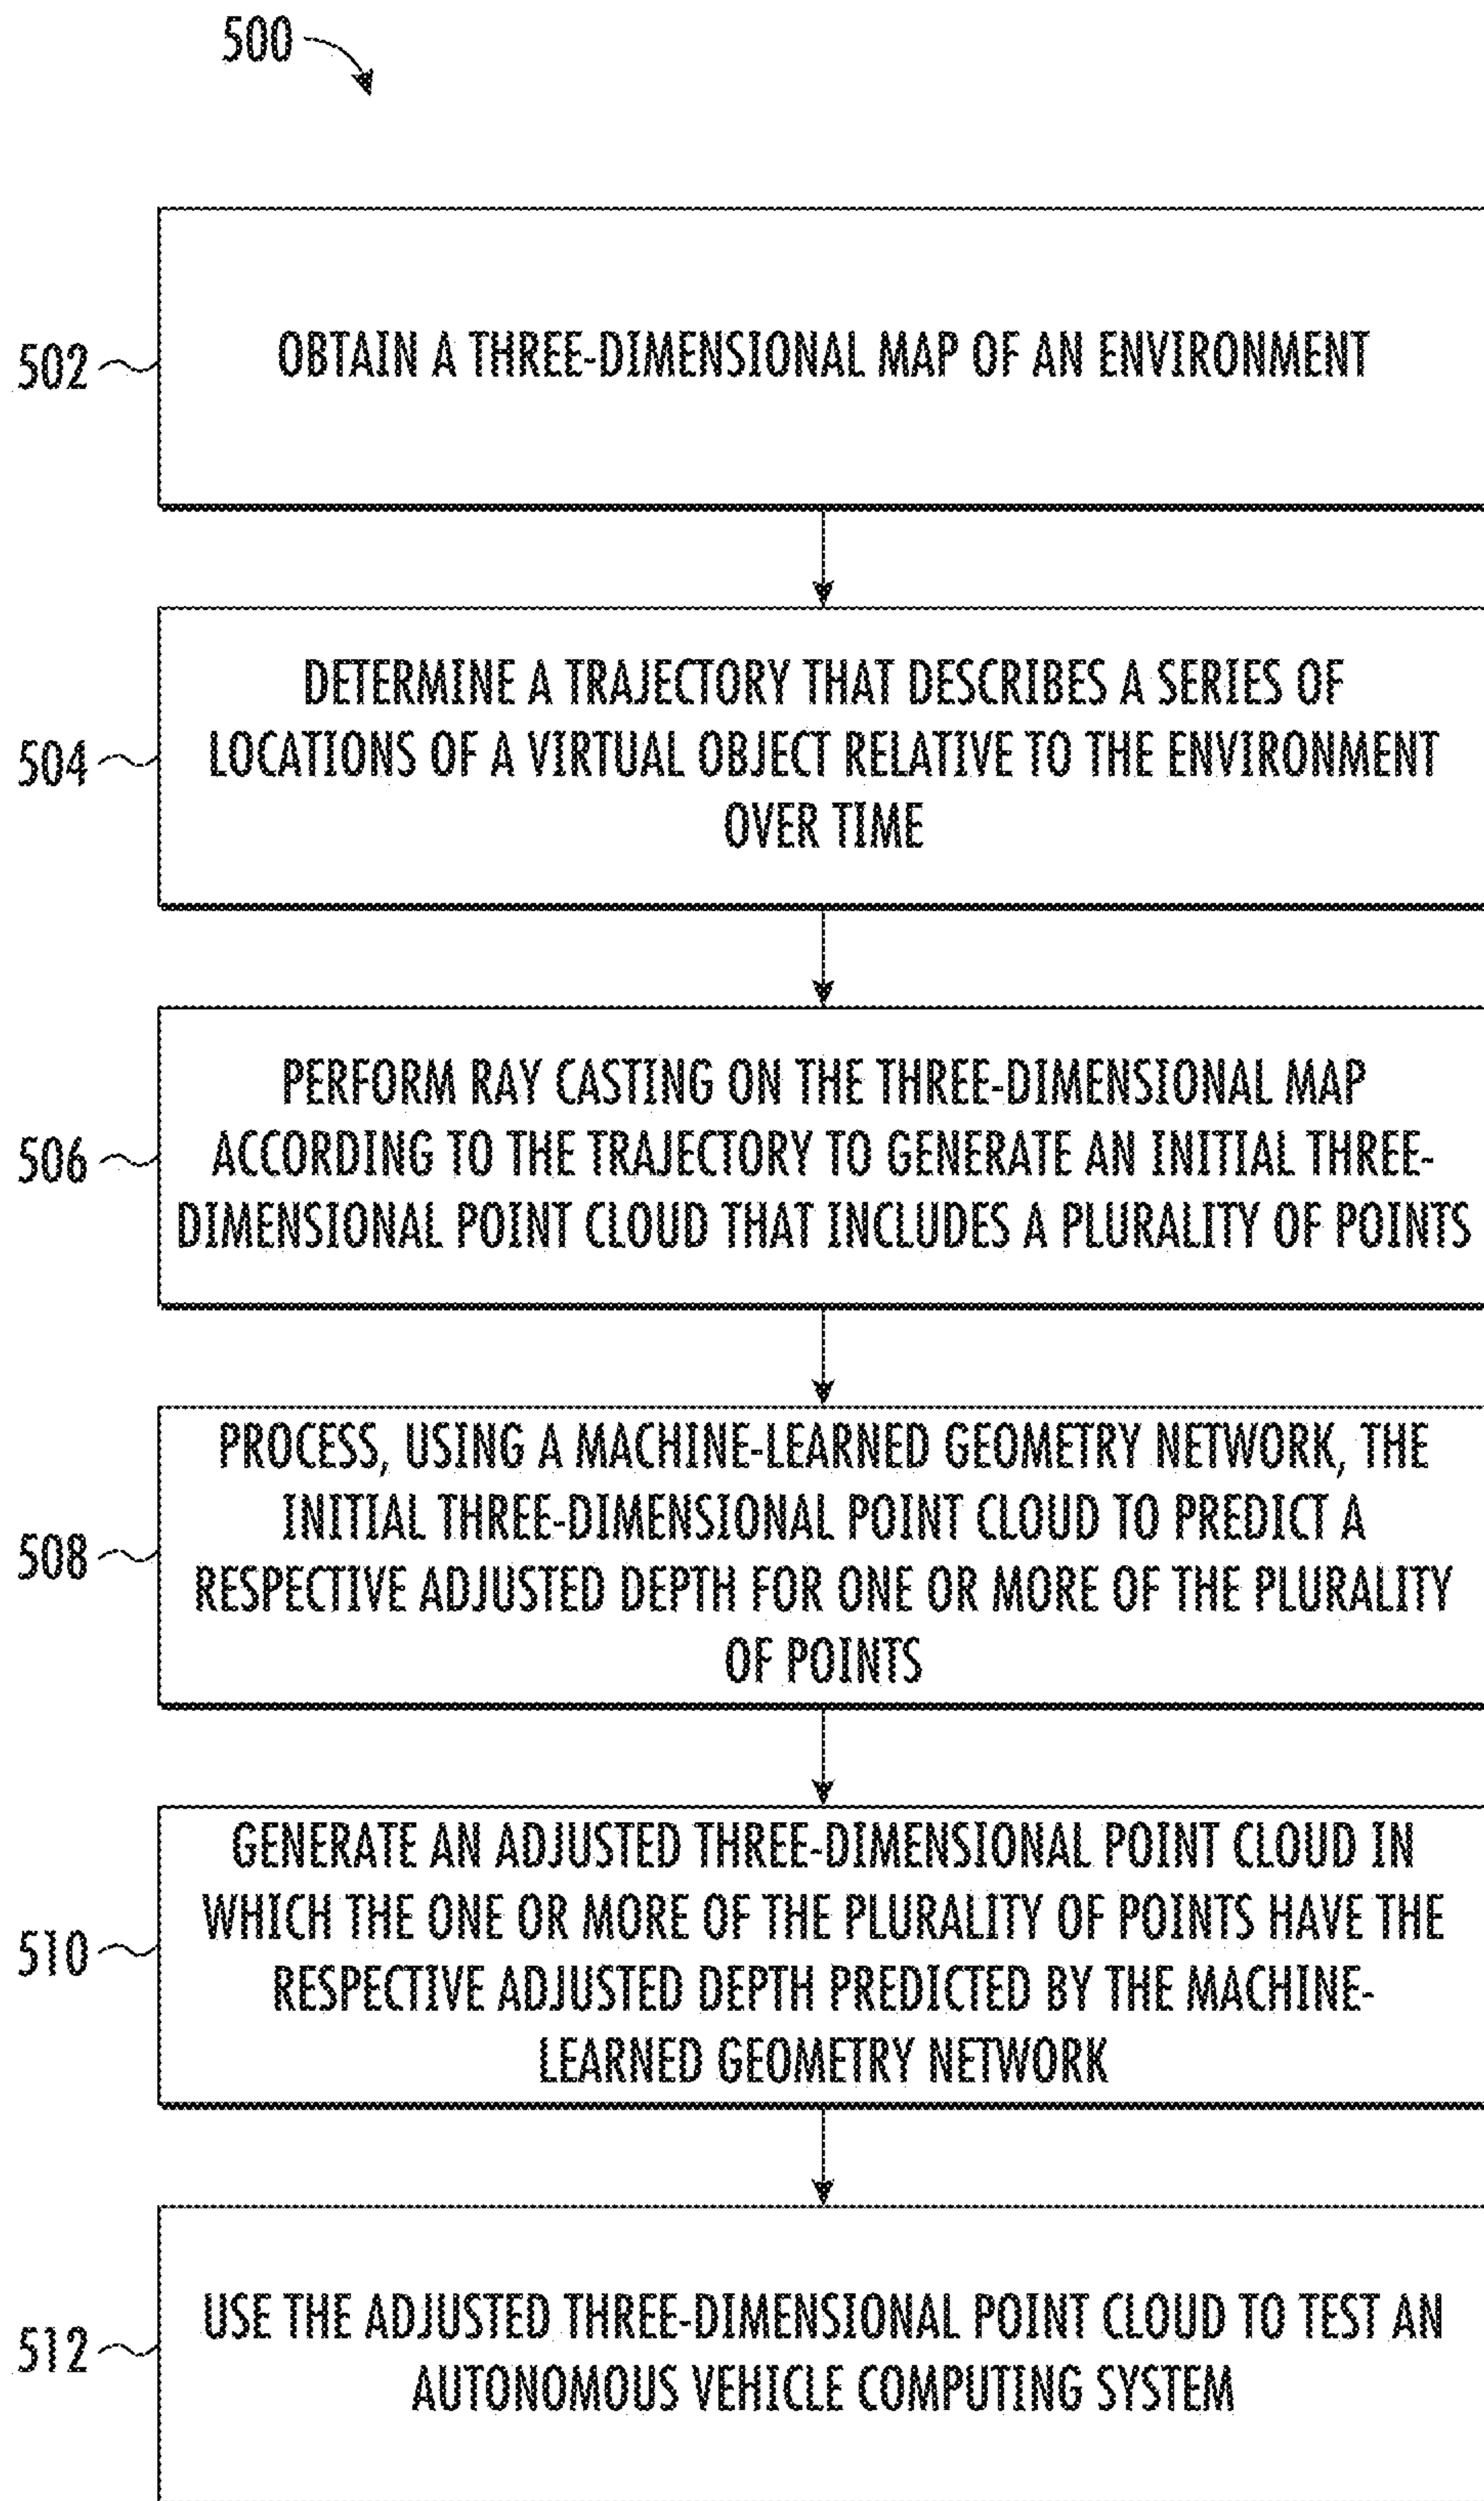 500
502
OBTAIN A THREE-DIMENSIONAL MAP OF AN ENVIRONMENT
504
DETERMINE A TRAJECTORY THAT DESCRIBES A SERIES OF
LOCATIONS OF A VIRTUAL OBJECT RELATIVE TO THE ENVIRONMENT
OVER TIME
506
PERFORM RAY CASTING ON THE THREE-DIMENSIONAL MAP
ACCORDING TO THE TRAJECTORY TO GENERATE AN INITIAL THREE-
DIMENSIONAL POINT CLOUD THAT INCLUDES A PLURALITY OF POINTS
508
PROCESS, USING A MACHINE-LEARNED GEOMETRY NETWORK, THE
INITIAL THREE-DIMENSIONAL POINT CLOUD TO PREDICT A
RESPECTIVE ADJUSTED DEPTH FOR ONE OR MORE OF THE PLURALITY
OF POINTS
510
GENERATE AN ADJUSTED THREE-DIMENSIONAL POINT CLOUD IN
WHICH THE ONE OR MORE OF THE PLURALITY OF POINTS HAVE THE
RESPECTIVE ADJUSTED DEPTH PREDICTED BY THE MACHINE-
LEARNED GEOMETRY NETWORK
512
USE THE ADJUSTED THREE-DIMENSIONAL POINT CLOUD TO TEST AN
AUTONOMOUS VEHICLE COMPUTING SYSTEM